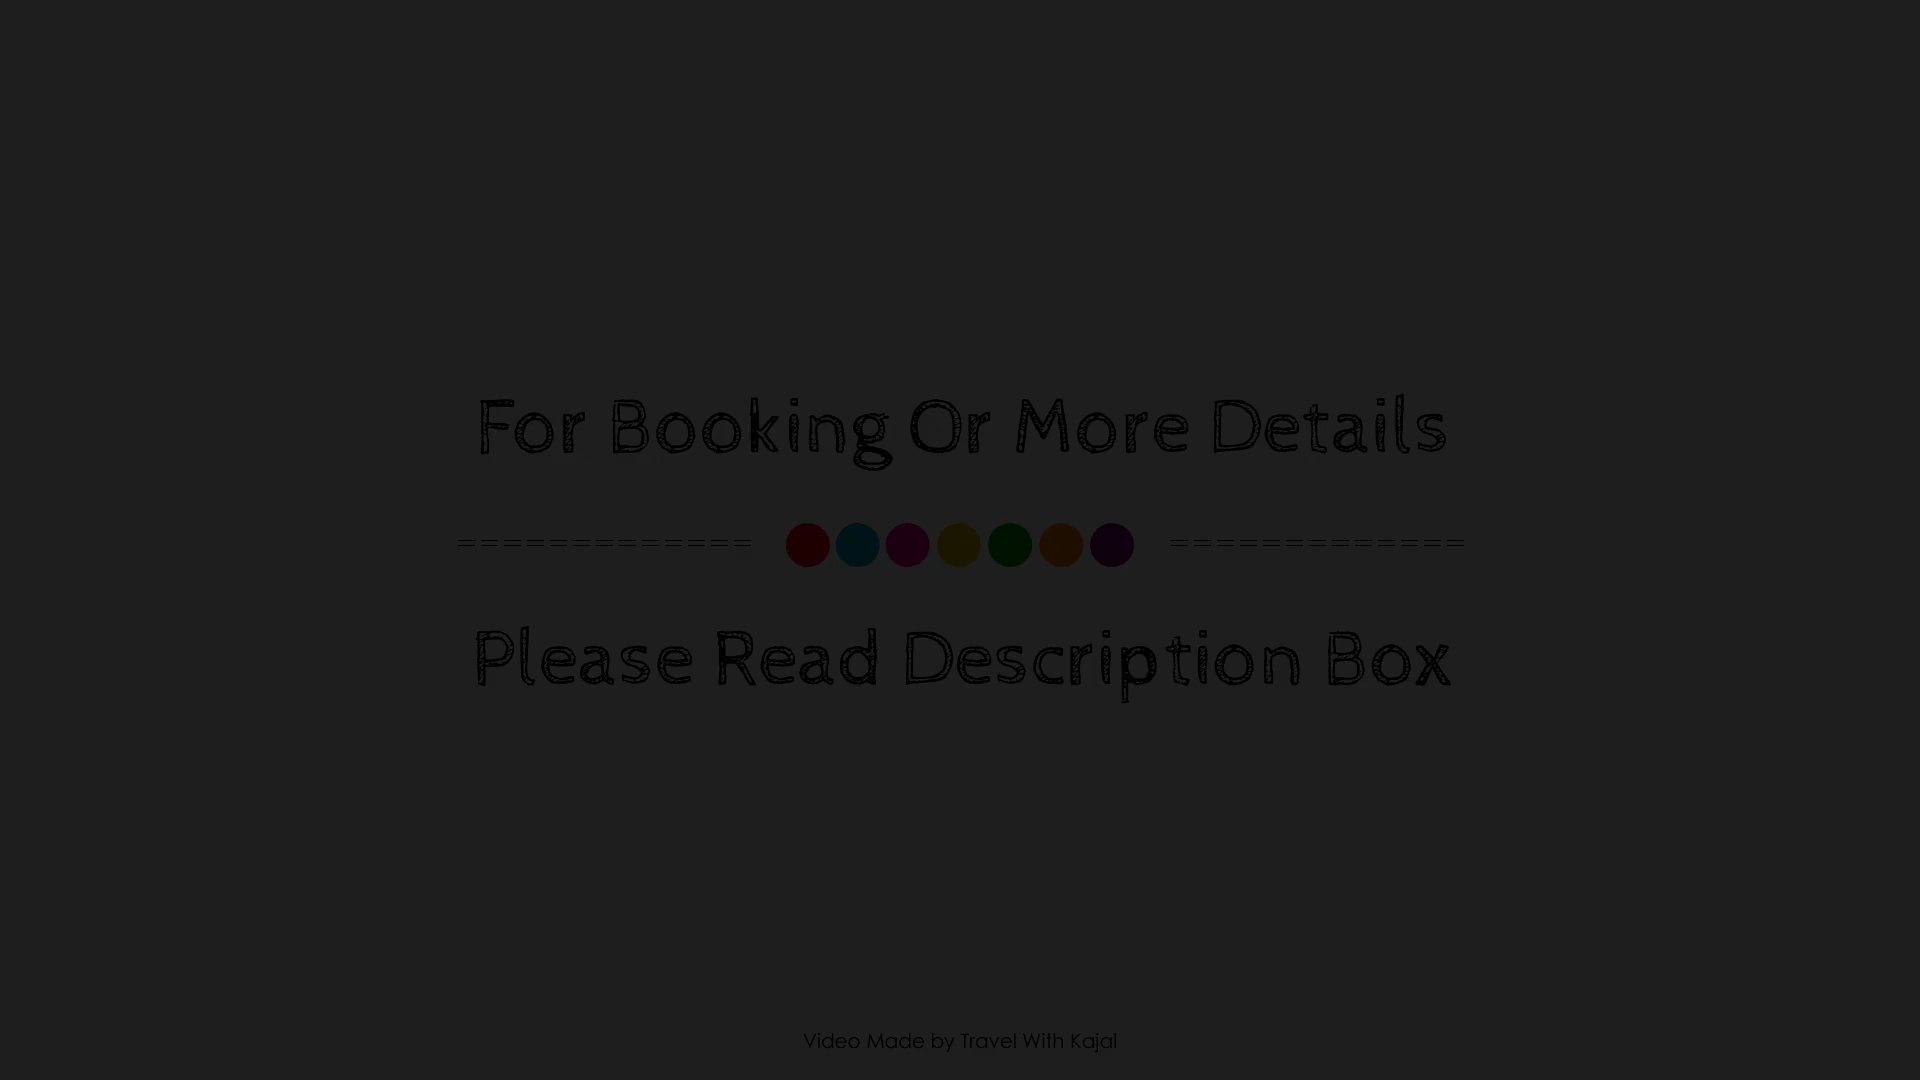 For Booking Or More Details
============= =============
Please Read Description Box
Video Made by Travel With Kajal